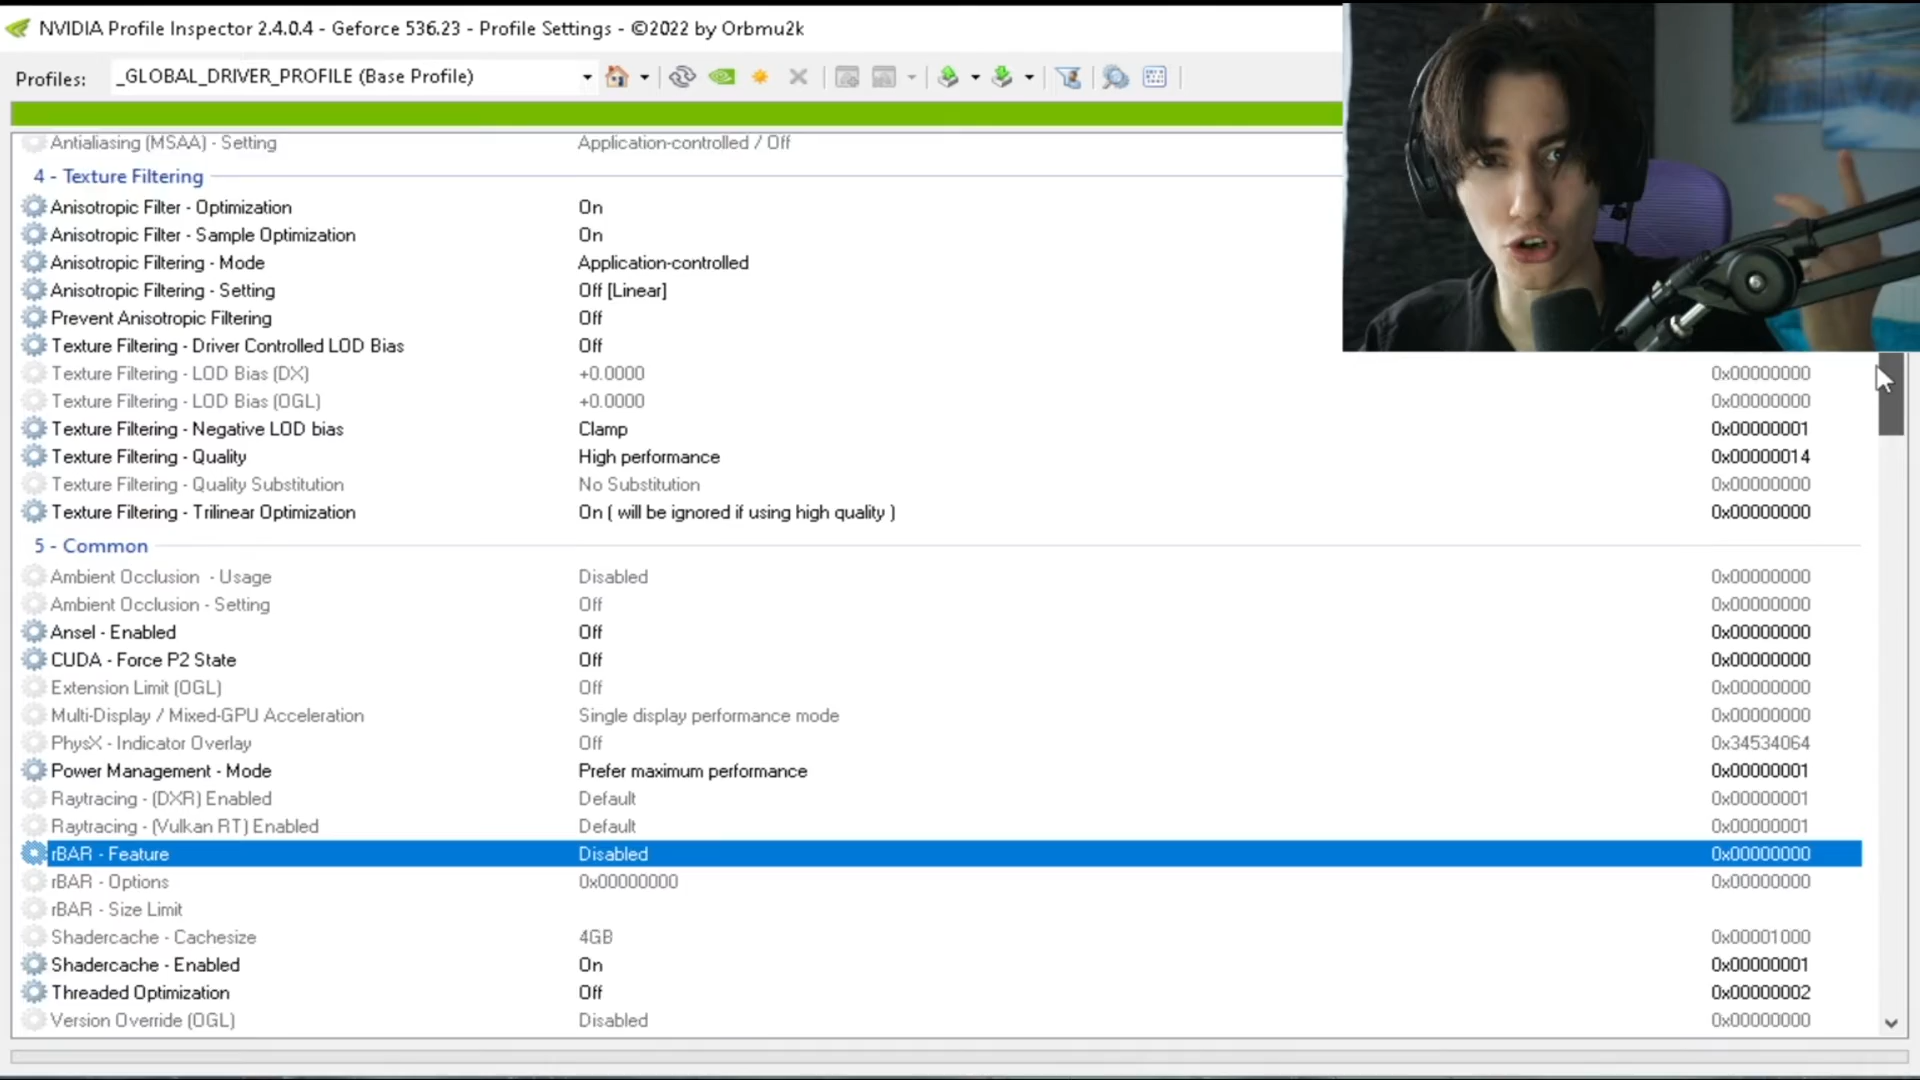 NVIDIA Profile Inspector 2.4.0.4 - Geforce 536.23 - Profile Settings - ©2022 by Orbmu2k
Profiles: _GLOBAL_DRIVER_PROFILE (Base Profile)
Antialiasing (MSAA) - Setting Application-controlled / Off
4 - Texture Filtering
Anisotropic Filter - Optimization On
Anisotropic Filter - Sample Optimization On
Anisotropic Filtering - Mode Application-controlled
Anisotropic Filtering - Setting Off [Linear]
Prevent Anisotropic Filtering Off
Texture Filtering - Driver Controlled LOD Bias Off
Texture Filtering - LOD Bias (DX) +0.0000 0x00000000
Texture Filtering - LOD Bias (OGL) +0.0000 0x00000000
Texture Filtering - Negative LOD bias Clamp 0x00000001
Texture Filtering - Quality High performance 0x00000014
Texture Filtering - Quality Substitution No Substitution 0x00000000
Texture Filtering - Trilinear Optimization On ( will be ignored if using high quality ) 0x00000000
5 - Common
Ambient Occlusion - Usage Disabled 0x00000000
Ambient Occlusion - Setting Off 0x00000000
Ansel - Enabled Off 0x00000000
CUDA - Force P2 State Off 0x00000000
Extension Limit (OGL) Off 0x00000000
Multi-Display / Mixed-GPU Acceleration Single display performance mode 0x00000000
PhysX - Indicator Overlay Off 0x34534064
Power Management - Mode Prefer maximum performance 0x00000001
Raytracing - (DXR) Enabled Default 0x00000001
Raytracing - (Vulkan RT) Enabled Default 0x00000001
rBAR - Feature Disabled 0x00000000
rBAR - Options 0x00000000 0x00000000
rBAR - Size Limit
Shadercache - Cachesize 4GB 0x00001000
Shadercache - Enabled On 0x00000001
Threaded Optimization Off 0x00000002
Version Override (OGL) Disabled 0x00000000